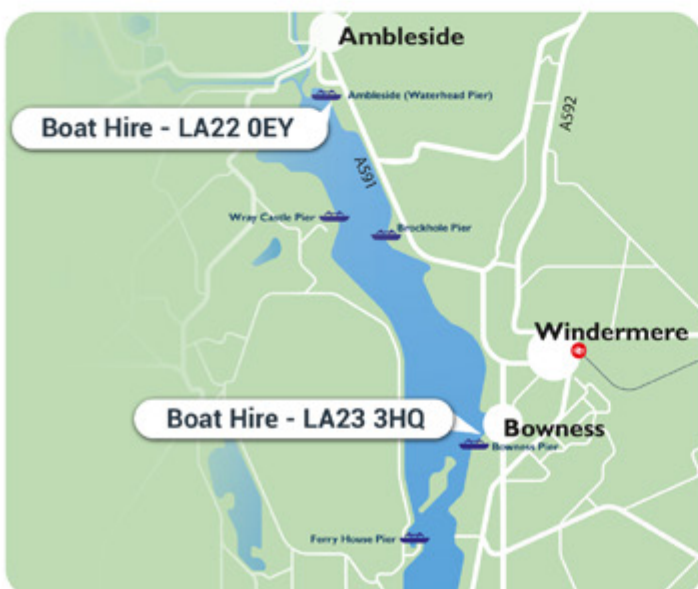 Ambleside
Ambleside (Waterhead Pier)
Boat Hire - LA22 0EY
A592
A591
Wray Castle Pier
Brockhole Pier
Windermere
Boat Hire - LA23 3HQ
Bowness
Bowness Pier
Ferry House Pier